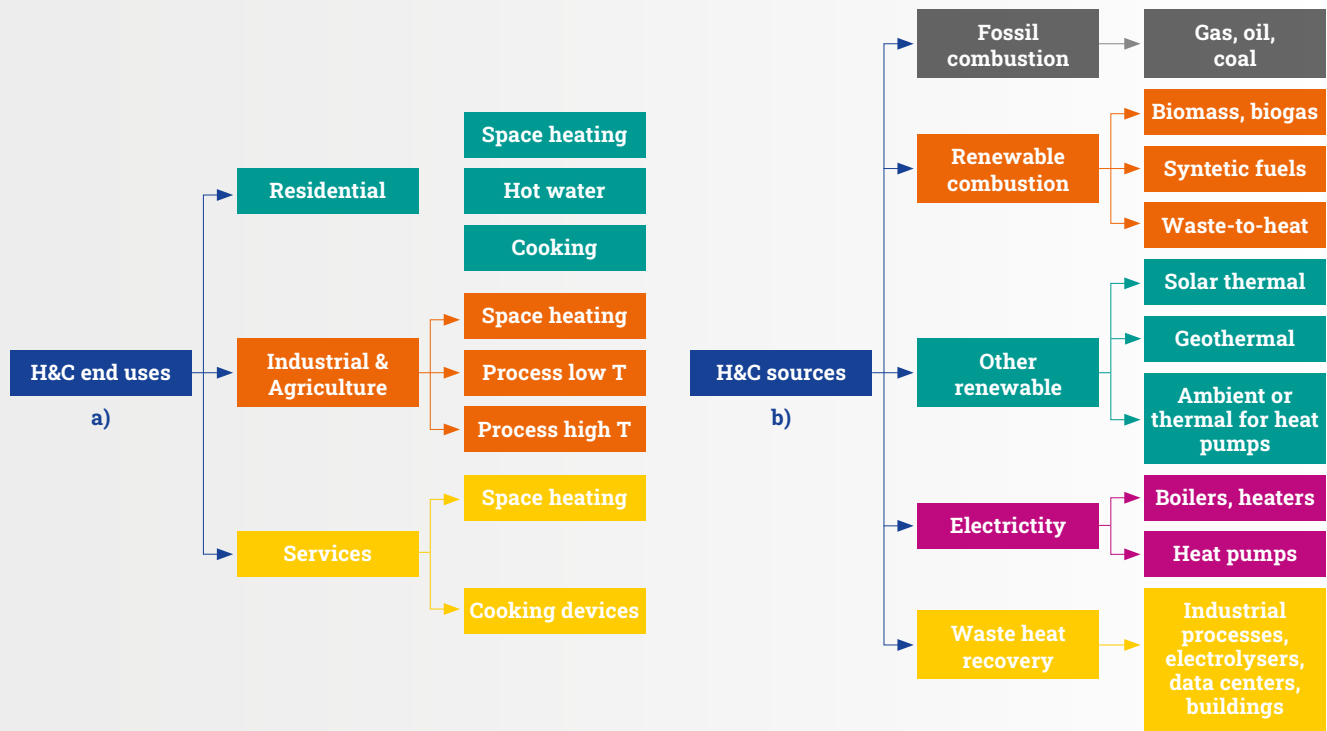 H&C end uses
a)
Residential
Space heating
Hot water
Cooking
Industrial &
Agriculture
Space heating
Process low T
Process high T
Services
Space heating
Cooking devices
H&C sources
b)
Fossil
combustion
Gas, oil,
coal
Renewable
combustion
Biomass, biogas
Syntetic fuels
Waste-to-heat
Other
renewable
Solar thermal
Geothermal
Ambient or
thermal for heat
pumps
Electrictity
Boilers, heaters
Heat pumps
Waste heat
recovery
Industrial
processes,
electrolysers,
data centers,
buildings